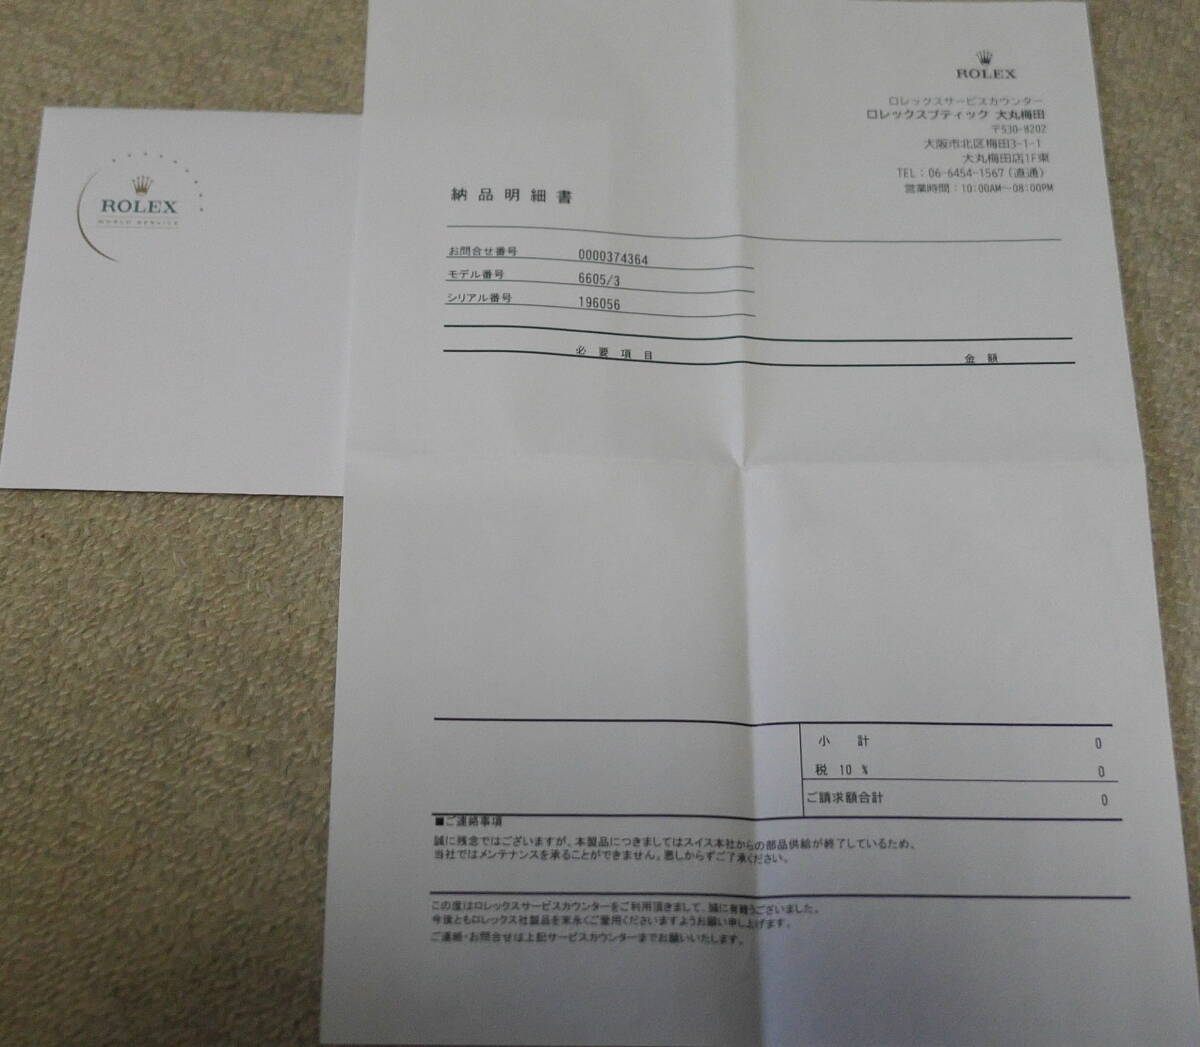 ROLEX
WORLD SERVICE
ROLEX
ロレックスサービスカウンター
ロレックスブティック 大丸梅田
〒530-8202
大阪市北区梅田3-1-1
大丸梅田店1F東
TEL：06-6454-1567（直通）
営業時間：10:00AM～08:00PM
納品明細書
お問合せ番号 0000374364
モデル番号 6605/3
シリアル番号 196056
必要項目 金額
小計 0
税 10 % 0
ご請求額合計 0
■ご連絡事項
誠に残念ではございますが、本製品につきましてはスイス本社からの部品供給が終了しているため、
当社ではメンテナンスを承ることができません。悪しからずご了承ください。
この度はロレックスサービスカウンターをご利用頂きまして、誠に有難うございました。
今後ともロレックス社製品を末永くご愛用くださいますようお願い申し上げます。
ご連絡・お問合せは上記サービスカウンターまでお願いいたします。